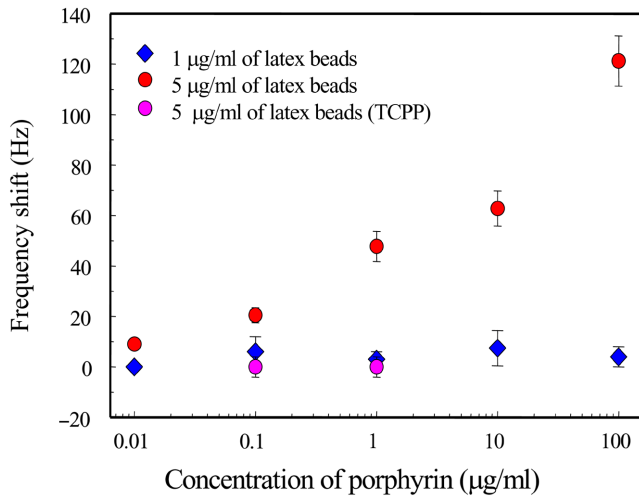 140
120
100
80
60
40
20
0
–20
Frequency shift (Hz)
1 μg/ml of latex beads
5 μg/ml of latex beads
5 μg/ml of latex beads (TCPP)
0.01 0.1 1 10 100
Concentration of porphyrin (μg/ml)